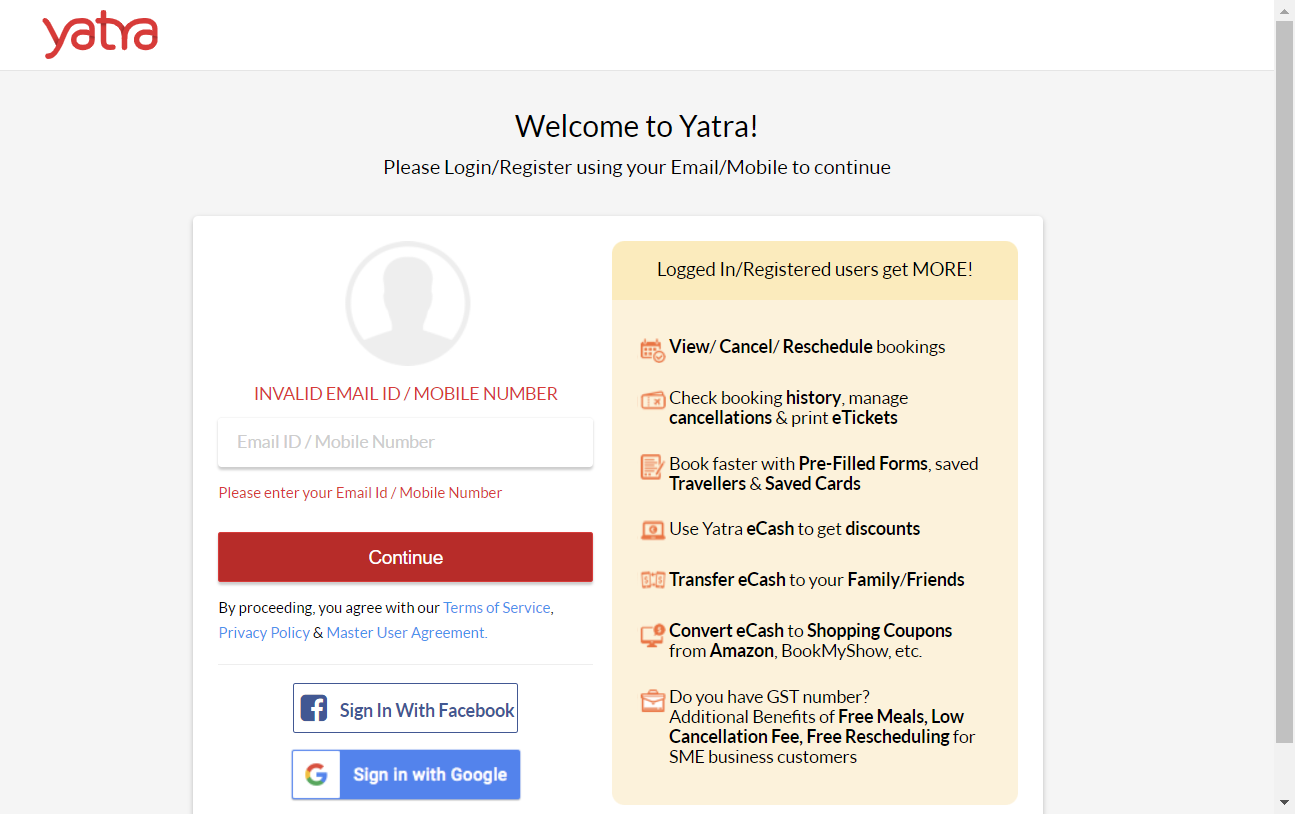 yatra
Welcome to Yatra!
Please Login/Register using your Email/Mobile to continue
INVALID EMAIL ID / MOBILE NUMBER
Email ID / Mobile Number
Please enter your Email Id / Mobile Number
Continue
By proceeding, you agree with our Terms of Service,
Privacy Policy & Master User Agreement.
Sign In With Facebook
Sign in with Google
Logged In/Registered users get MORE!
View/ Cancel/ Reschedule bookings
Check booking history, manage
cancellations & print eTickets
Book faster with Pre-Filled Forms, saved
Travellers & Saved Cards
Use Yatra eCash to get discounts
Transfer eCash to your Family/Friends
Convert eCash to Shopping Coupons
from Amazon, BookMyShow, etc.
Do you have GST number?
Additional Benefits of Free Meals, Low
Cancellation Fee, Free Rescheduling for
SME business customers